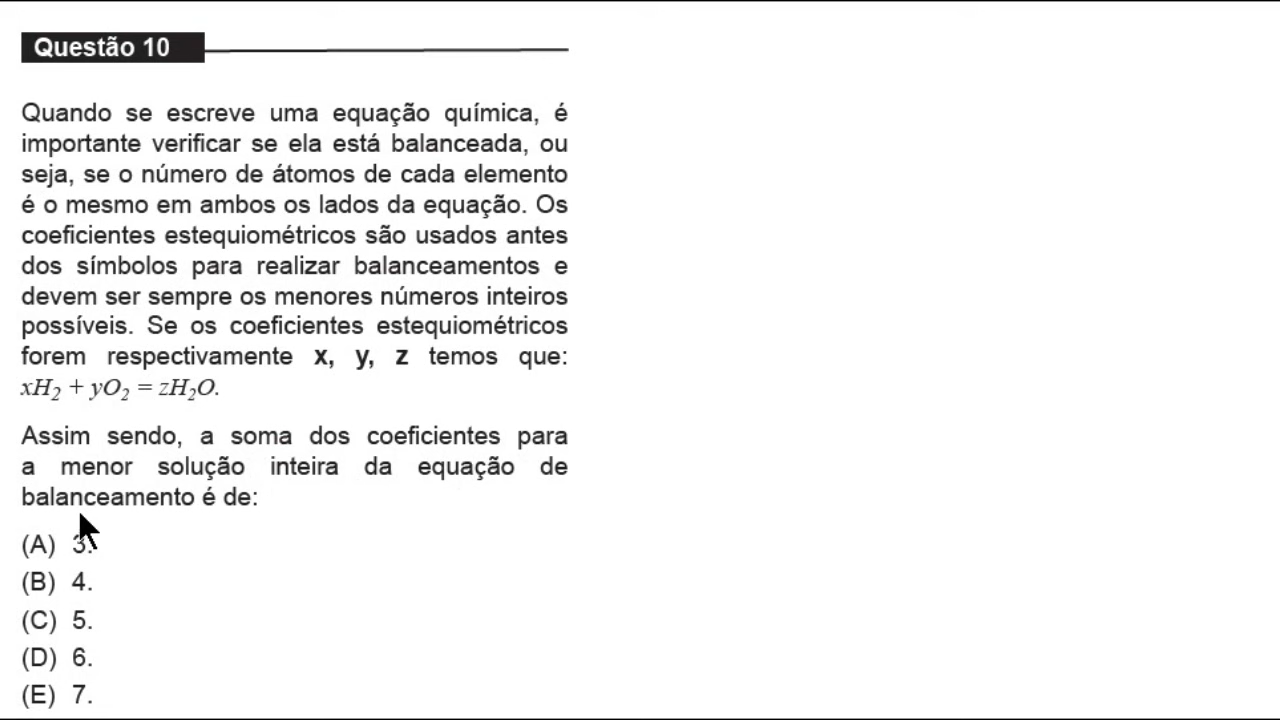 Questão 10
Quando se escreve uma equação química, é
importante verificar se ela está balanceada, ou
seja, se o número de átomos de cada elemento
é o mesmo em ambos os lados da equação. Os
coeficientes estequiométricos são usados antes
dos símbolos para realizar balanceamentos e
devem ser sempre os menores números inteiros
possíveis. Se os coeficientes estequiométricos
forem respectivamente x, y, z temos que:
xH₂ + yO₂ = zH₂O.
Assim sendo, a soma dos coeficientes para
a menor solução inteira da equação de
balanceamento é de:
(A) 3.
(B) 4.
(C) 5.
(D) 6.
(E) 7.